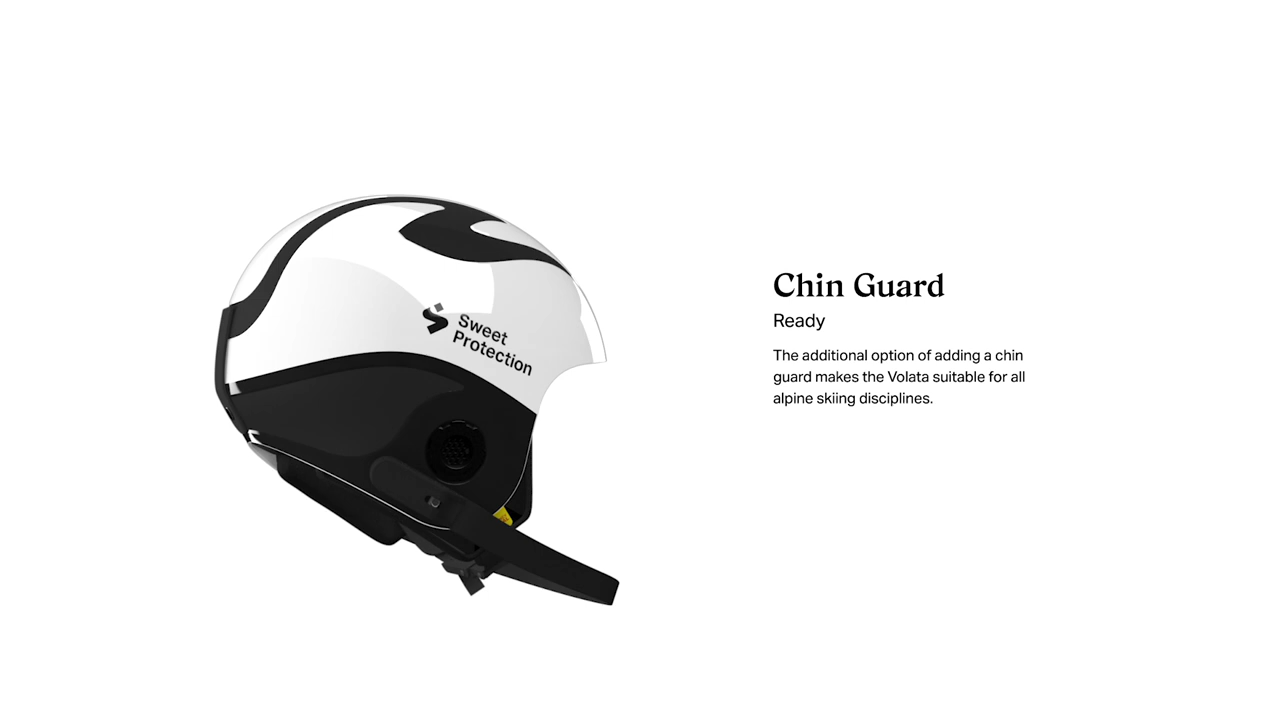 Sweet
Protection
Chin Guard
Ready
The additional option of adding a chin
guard makes the Volata suitable for all
alpine skiing disciplines.